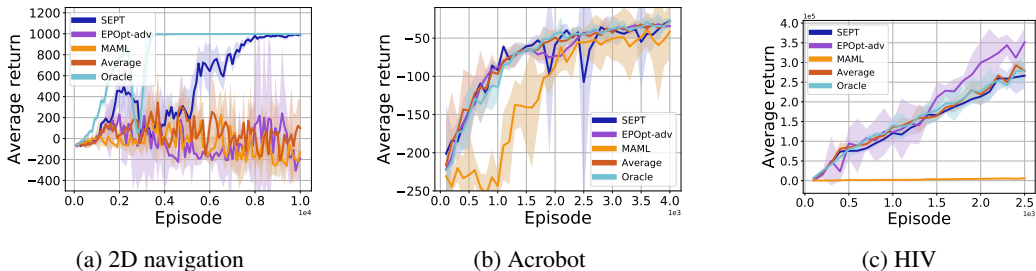 1e5
SEPT
EPOpt-adv
MAML
Average
Oracle
1000
800
600
400
200
0
−200
−400
Average return
0.0 0.2 0.4 0.6 0.8 1.0
1e4
Episode
(a) 2D navigation
0
−50
−100
−150
−200
−250
Average return
SEPT
EPOpt-adv
MAML
Average
Oracle
0.0 0.5 1.0 1.5 2.0 2.5 3.0 3.5 4.0
1e3
Episode
(b) Acrobot
4.0
3.5
3.0
2.5
2.0
1.5
1.0
0.5
0.0
Average return
SEPT
EPOpt-adv
MAML
Average
Oracle
0.0 0.5 1.0 1.5 2.0 2.5
1e3
Episode
(c) HIV